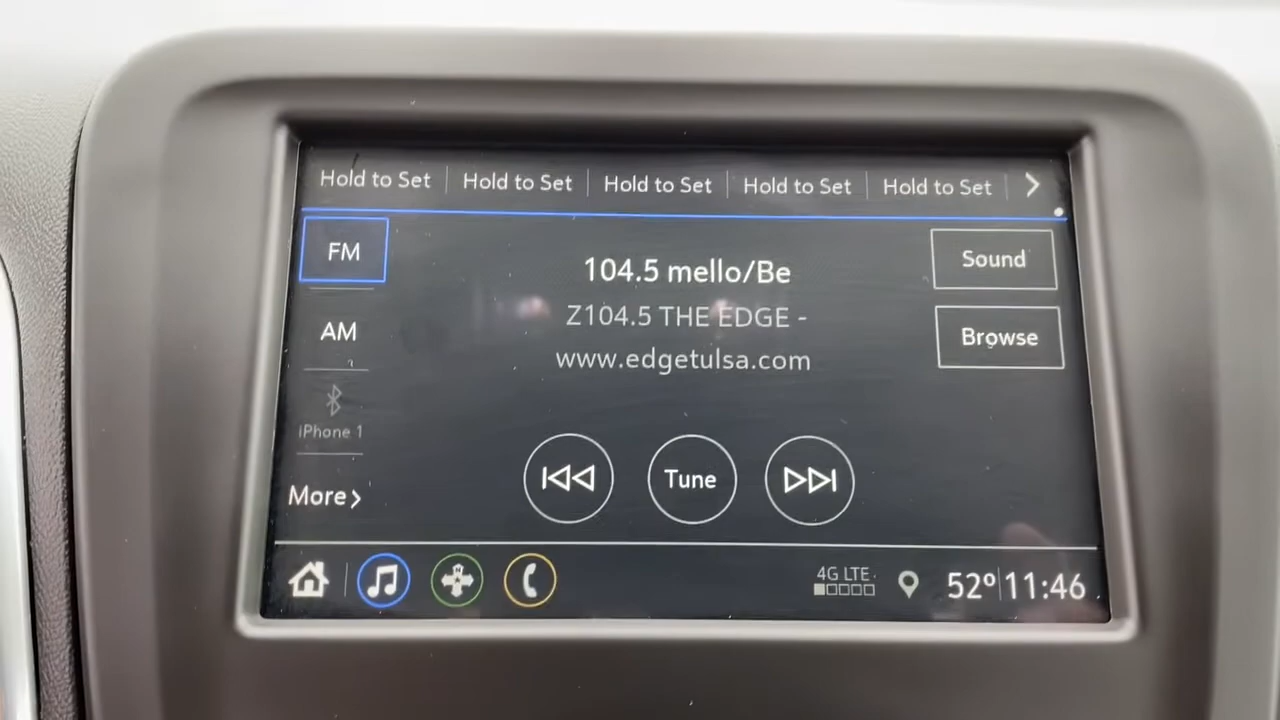 Hold to Set Hold to Set Hold to Set Hold to Set Hold to Set
FM
104.5 mello/Be
Sound
Z104.5 THE EDGE -
AM
www.edgetulsa.com
Browse
iPhone 1
Tune
More
4G LTE
52° 11:46